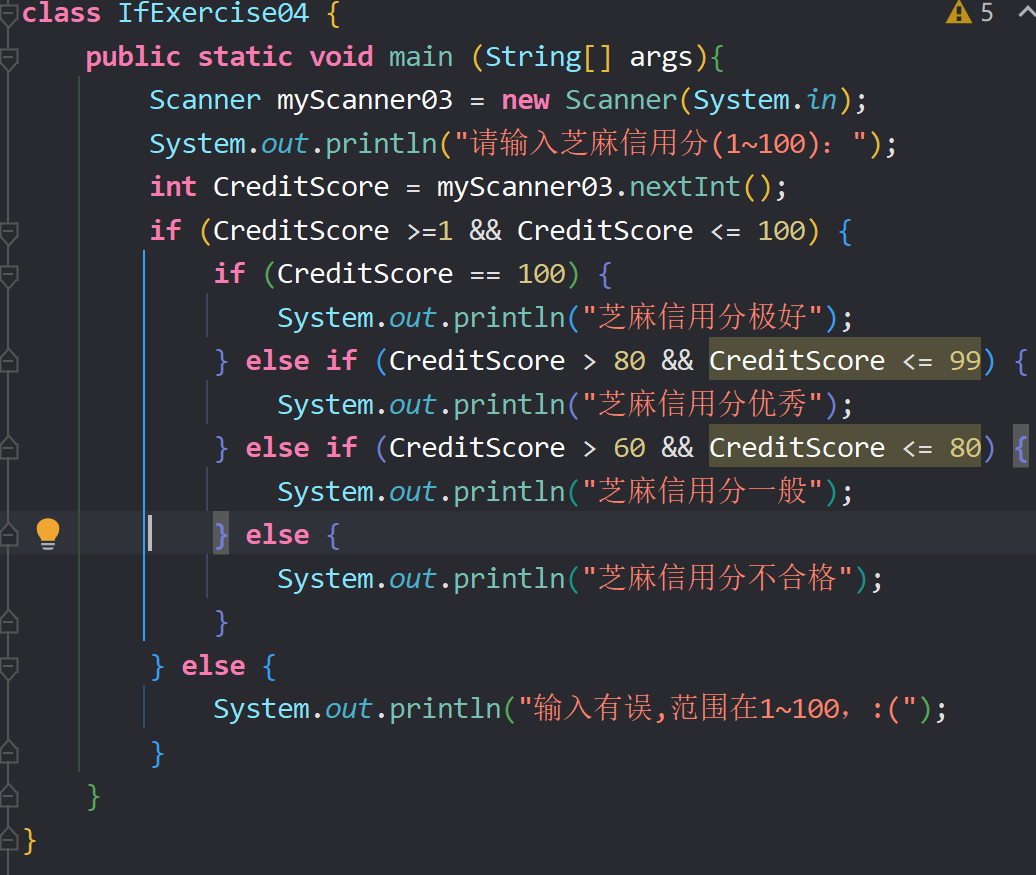 class IfExercise04 {
5
public static void main (String[] args){
Scanner myScanner03 = new Scanner(System.in);
System.out.println("请输入芝麻信用分(1~100)：");
int CreditScore = myScanner03.nextInt();
if (CreditScore >=1 && CreditScore <= 100) {
if (CreditScore == 100) {
System.out.println("芝麻信用分极好");
} else if (CreditScore > 80 && CreditScore <= 99) {
System.out.println("芝麻信用分优秀");
} else if (CreditScore > 60 && CreditScore <= 80) {
System.out.println("芝麻信用分一般");
} else {
System.out.println("芝麻信用分不合格");
}
} else {
System.out.println("输入有误,范围在1~100，:(");
}
}
}